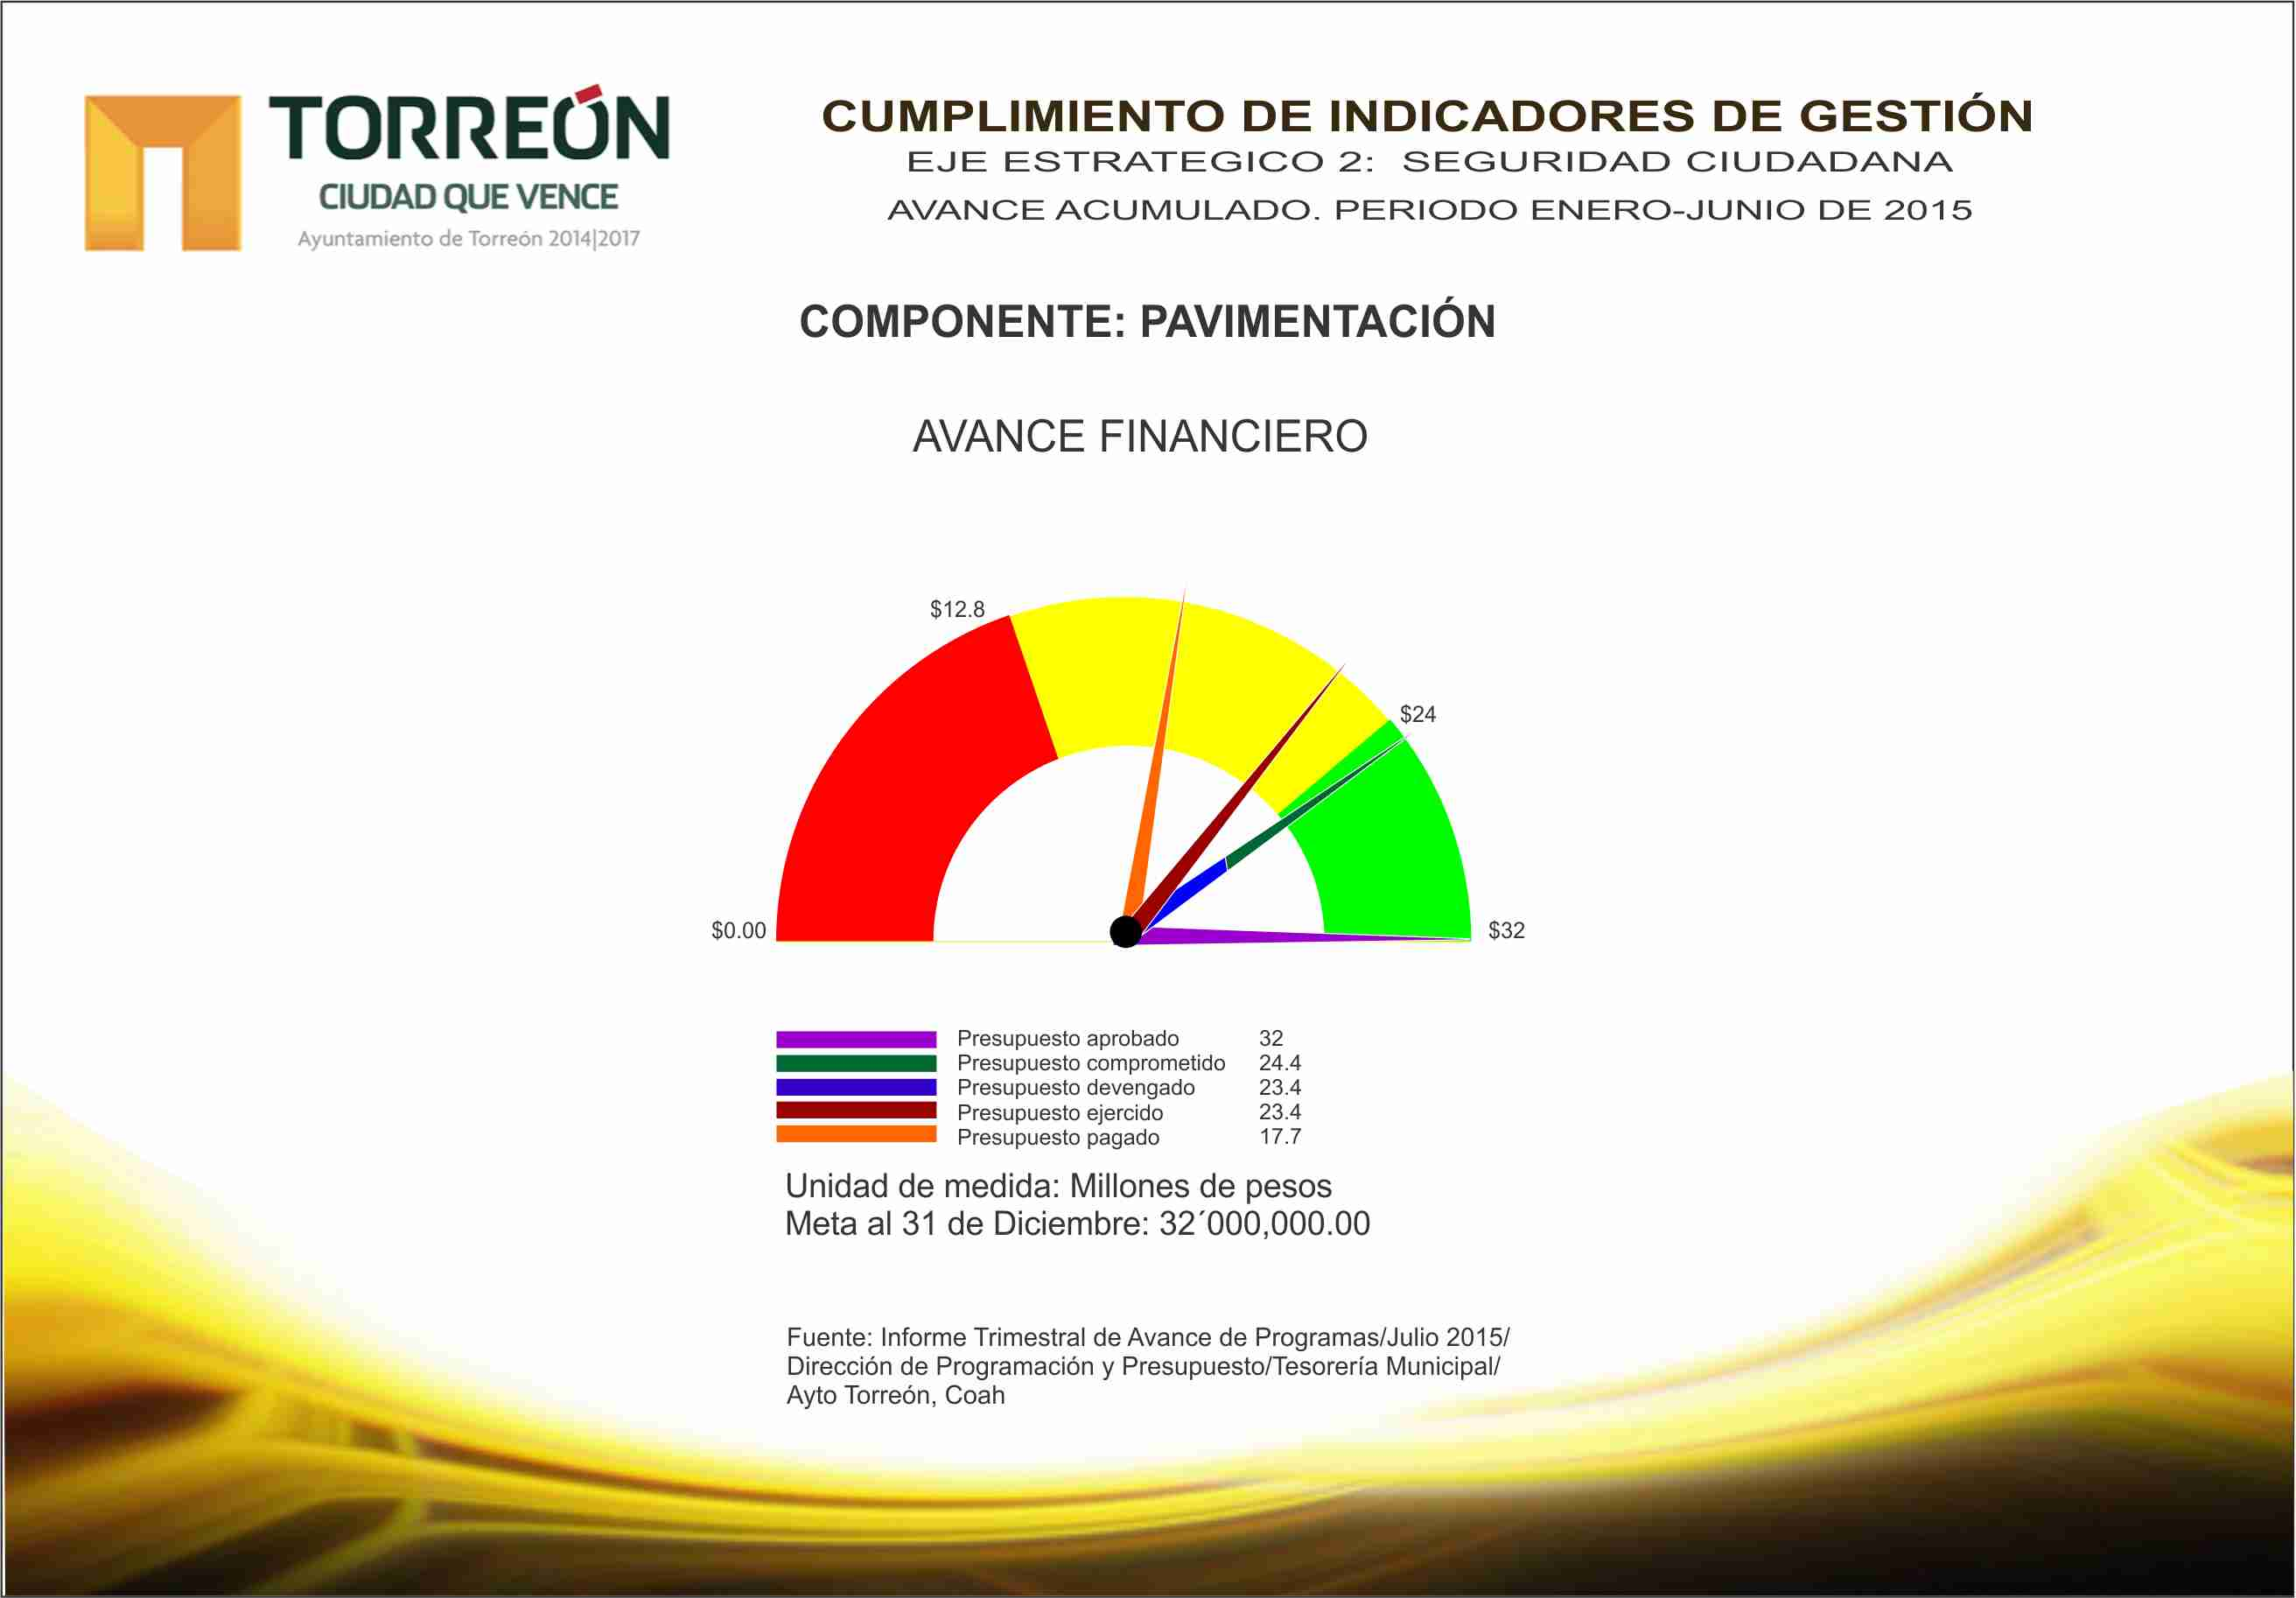 TORREÓN
CIUDAD QUE VENCE
Ayuntamiento de Torreón 2014|2017
CUMPLIMIENTO DE INDICADORES DE GESTIÓN
EJE ESTRATEGICO 2: SEGURIDAD CIUDADANA
AVANCE ACUMULADO. PERIODO ENERO-JUNIO DE 2015
COMPONENTE: PAVIMENTACIÓN
AVANCE FINANCIERO
$12.8
$24
$0.00
$32
Presupuesto aprobado 32
Presupuesto comprometido 24.4
Presupuesto devengado 23.4
Presupuesto ejercido 23.4
Presupuesto pagado 17.7
Unidad de medida: Millones de pesos
Meta al 31 de Diciembre: 32´000,000.00
Fuente: Informe Trimestral de Avance de Programas/Julio 2015/
Dirección de Programación y Presupuesto/Tesorería Municipal/
Ayto Torreón, Coah